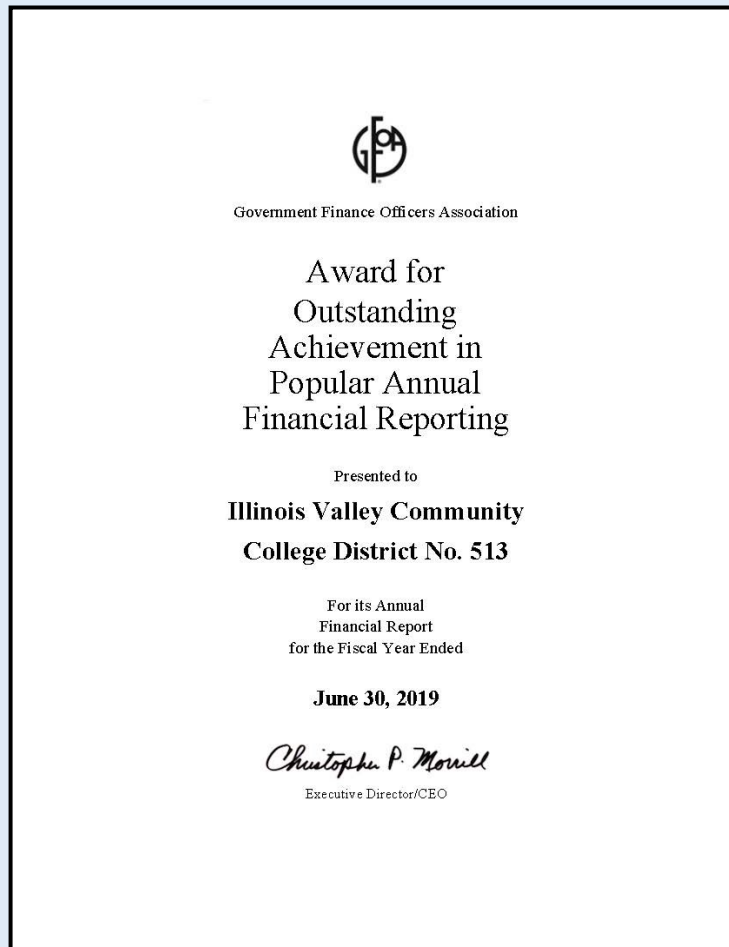 GFOA
Government Finance Officers Association
Award for
Outstanding
Achievement in
Popular Annual
Financial Reporting
Presented to
Illinois Valley Community
College District No. 513
For its Annual
Financial Report
for the Fiscal Year Ended
June 30, 2019
Christopher P. Morrill
Executive Director/CEO